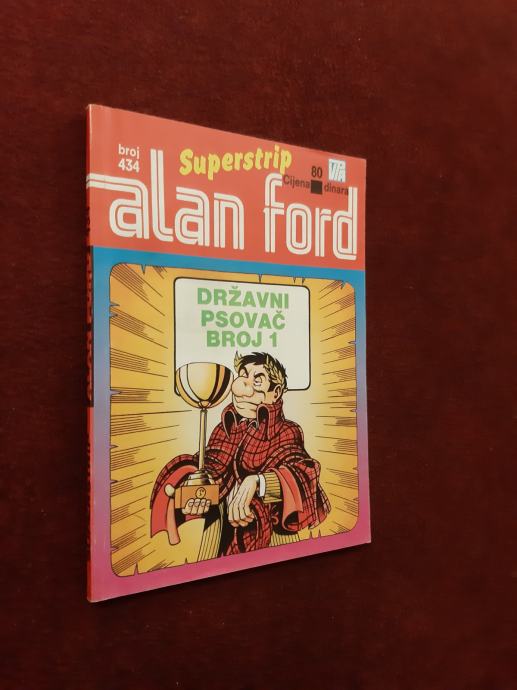 broj
434
Superstrip
80
Cijena dinara
alan ford
DRŽAVNI
PSOVAČ
BROJ 1